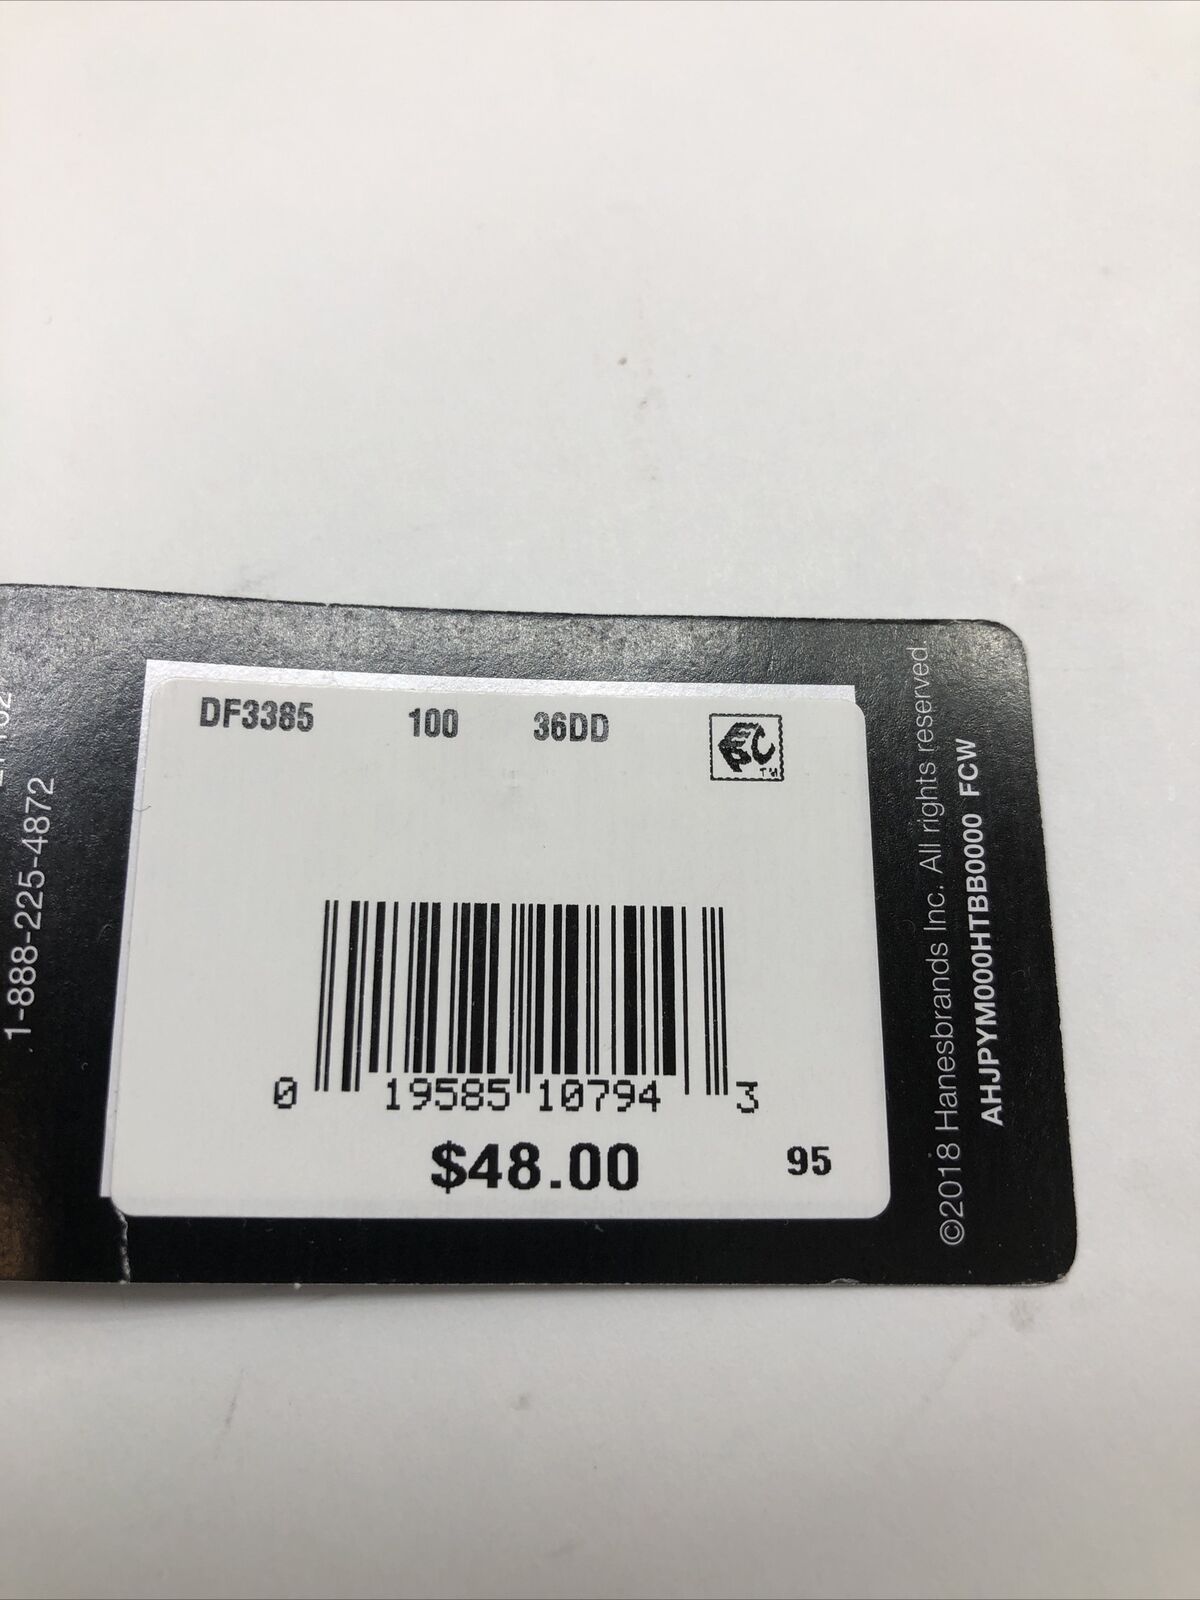 DF3385 100 36DD
TM
0 19585 10794 3
$48.00 95
1-888-225-4872
©2018 Hanesbrands Inc. All rights reserved.
AHJPYM000HTBB0000 FCW